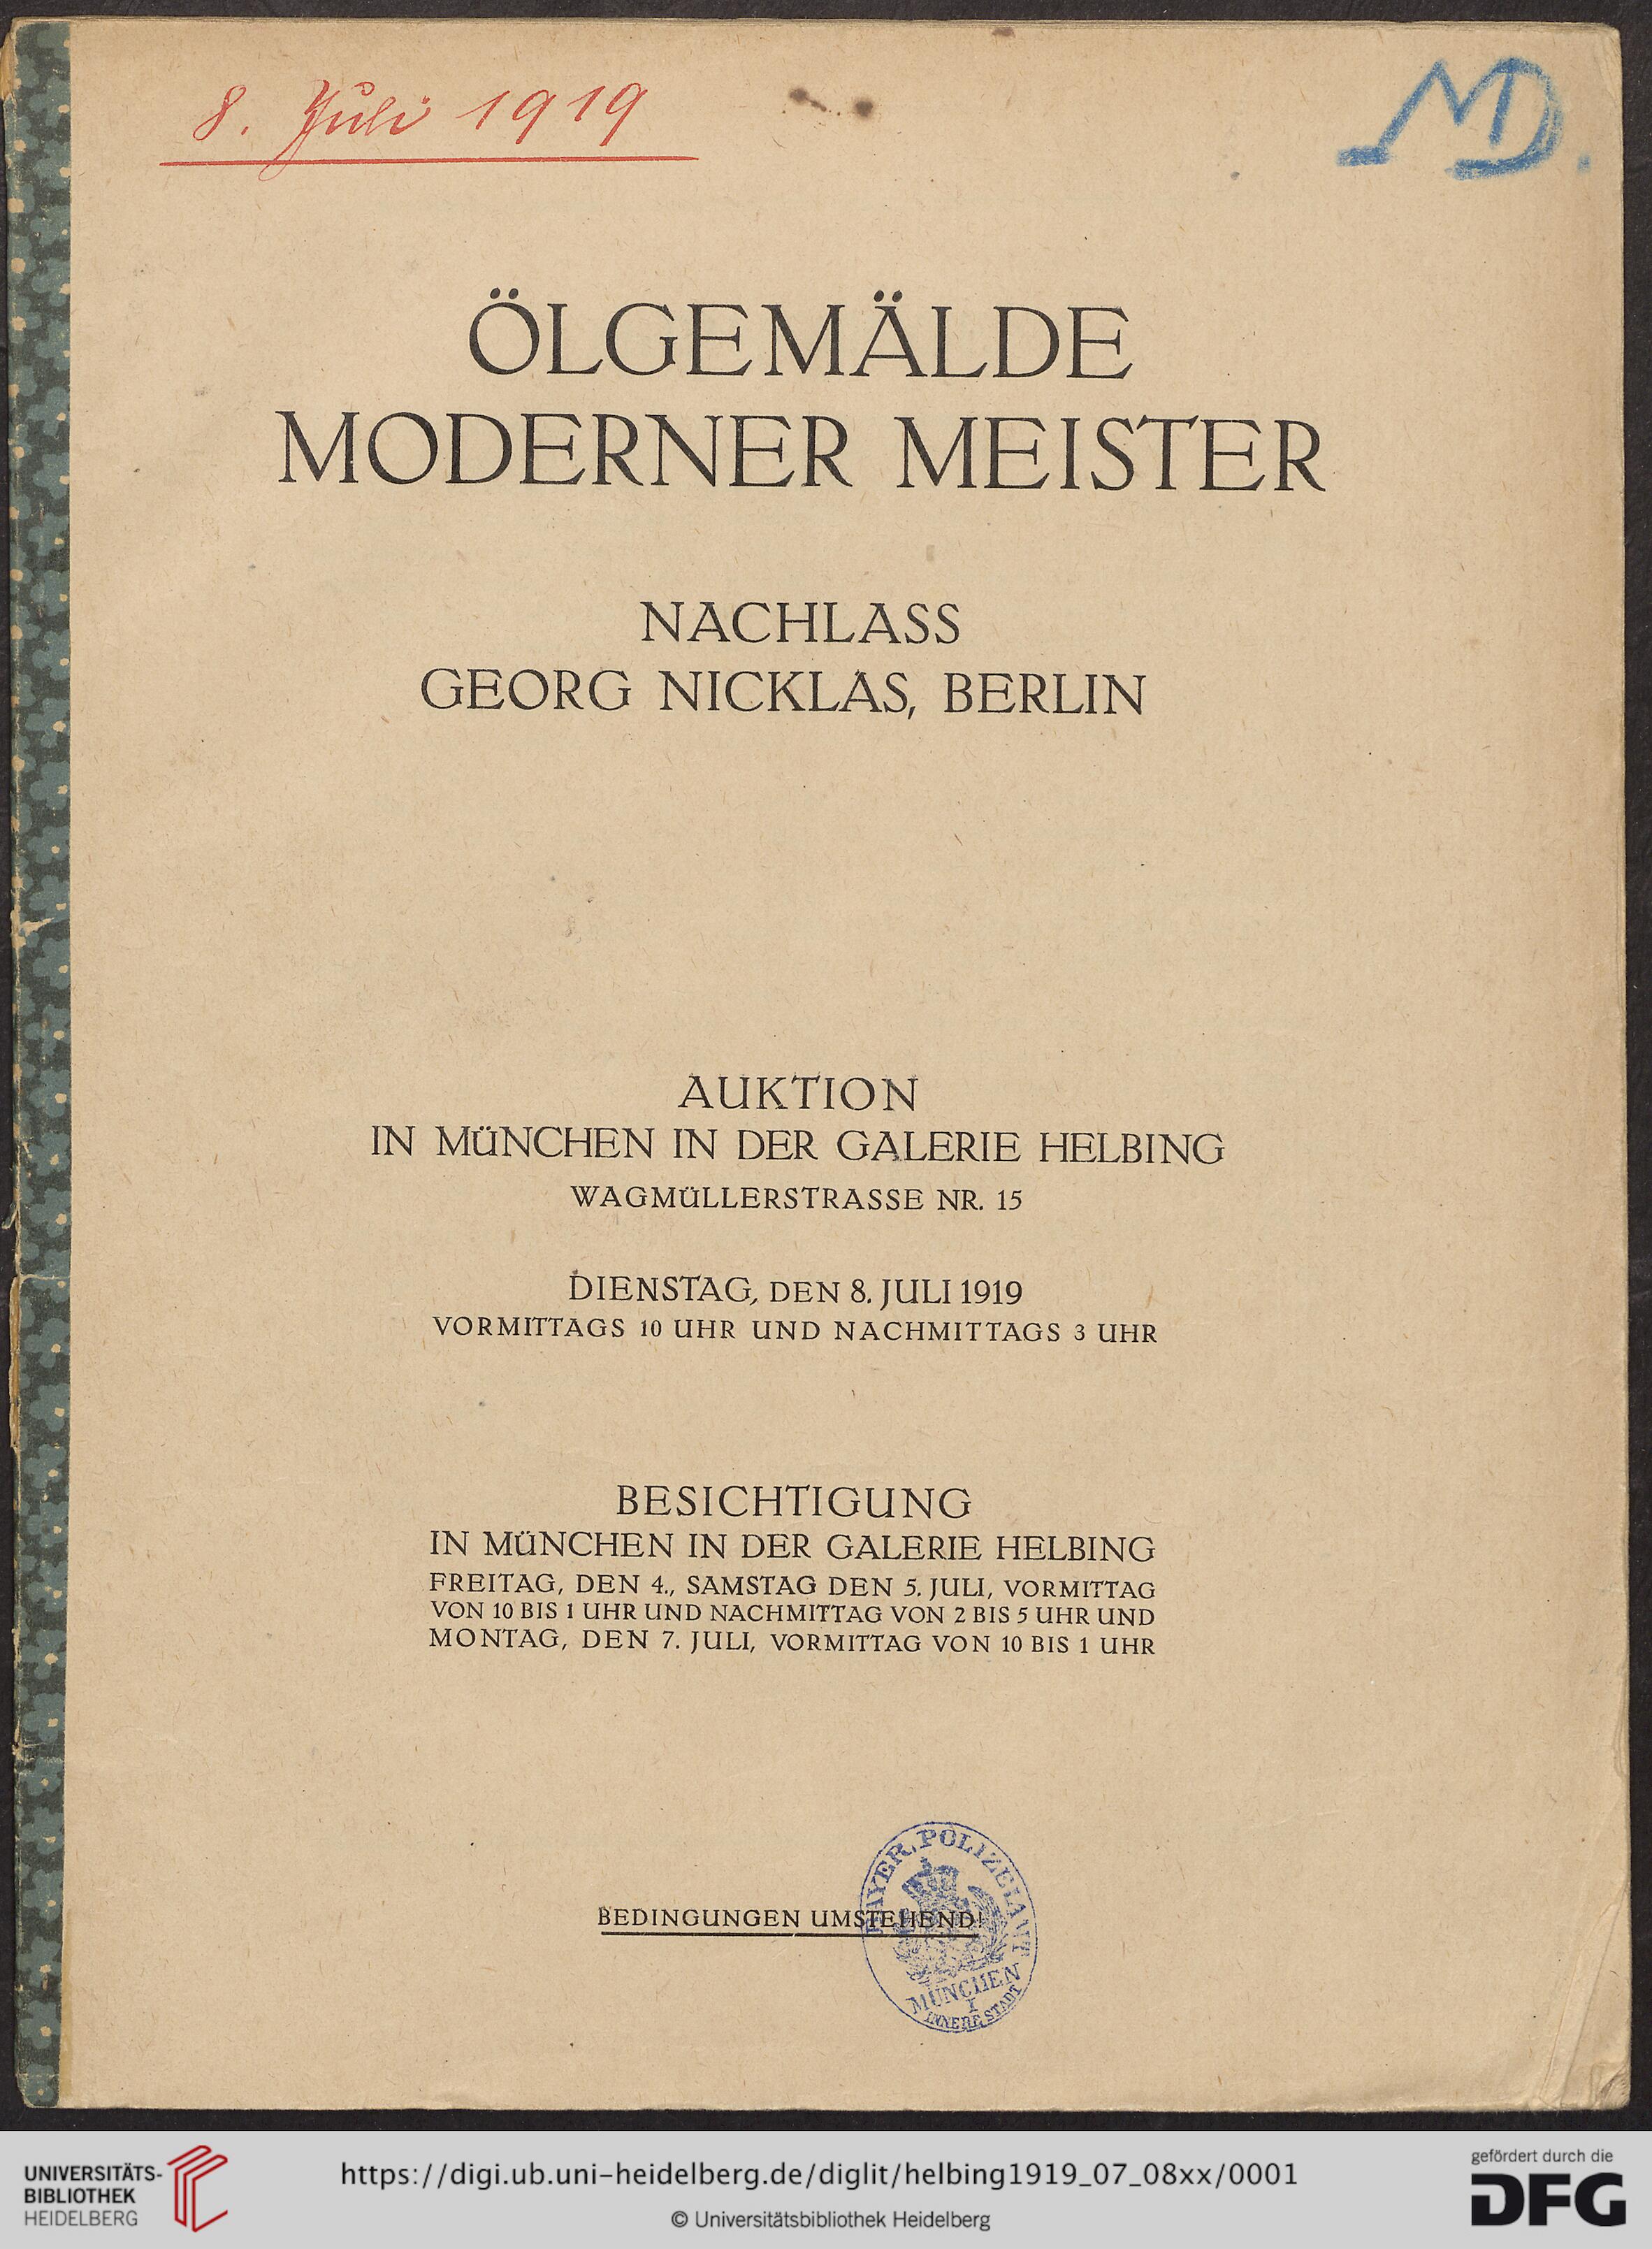 8. Juli 1919
MD.
ÖLGEMÄLDE
MODERNER MEISTER
NACHLASS
GEORG NICKLAS, BERLIN
AUKTION
IN MÜNCHEN IN DER GALERIE HELBING
WAGMÜLLERSTRASSE NR. 15
DIENSTAG, DEN 8. JULI 1919
VORMITTAGS 10 UHR UND NACHMITTAGS 3 UHR
BESICHTIGUNG
IN MÜNCHEN IN DER GALERIE HELBING
FREITAG, DEN 4., SAMSTAG DEN 5. JULI, VORMITTAG
VON 10 BIS 1 UHR UND NACHMITTAG VON 2 BIS 5 UHR UND
MONTAG, DEN 7. JULI, VORMITTAG VON 10 BIS 1 UHR
BEDINGUNGEN UMSTEHEND!
BAYER. POLIZEIAMT
MÜNCHEN
I
INNERE STADT
UNIVERSITÄTS-
BIBLIOTHEK
HEIDELBERG
https://digi.ub.uni-heidelberg.de/diglit/helbing1919_07_08xx/0001
© Universitätsbibliothek Heidelberg
gefördert durch die
DFG